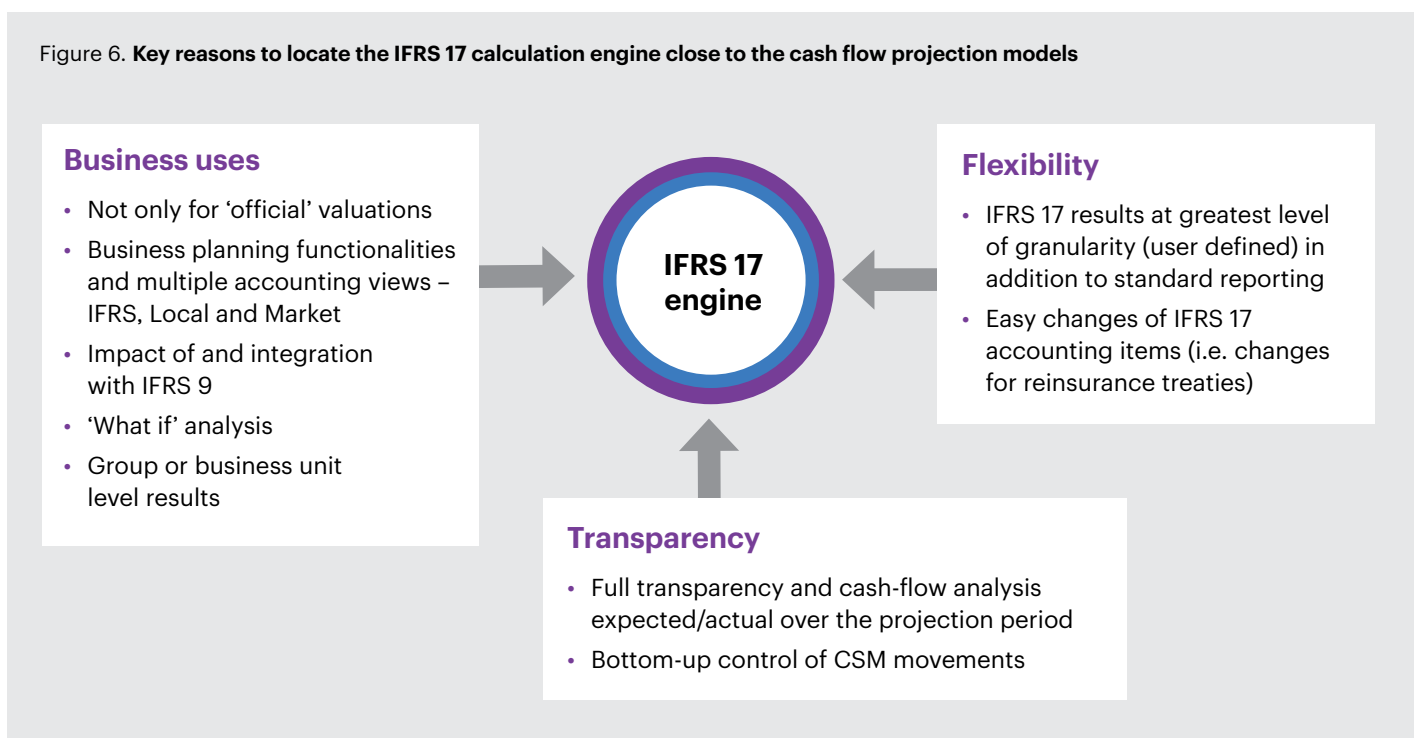 Figure 6. Key reasons to locate the IFRS 17 calculation engine close to the cash flow projection models
Business uses
• Not only for ‘official’ valuations
• Business planning functionalities
and multiple accounting views –
IFRS, Local and Market
• Impact of and integration
with IFRS 9
• ‘What if’ analysis
• Group or business unit
level results
IFRS 17
engine
Flexibility
• IFRS 17 results at greatest level
of granularity (user defined) in
addition to standard reporting
• Easy changes of IFRS 17
accounting items (i.e. changes
for reinsurance treaties)
Transparency
• Full transparency and cash-flow analysis
expected/actual over the projection period
• Bottom-up control of CSM movements